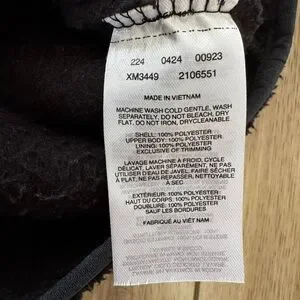 224 0424 00923
XM3449 2106551
MADE IN VIETNAM
MACHINE WASH COLD GENTLE, WASH
SEPARATELY, DO NOT BLEACH, DRY
FLAT, DO NOT IRON, DRYCLEANABLE
SHELL: 100% POLYESTER
UPPER BODY: 100% POLYESTER
LINING: 100% POLYESTER
EXCLUSIVE OF TRIMMING
LAVAGE MACHINE A FROID, CYCLE
DÉLICAT, LAVER SÉPARÉMENT, NE PAS
UTILISER D'EAU DE JAVEL, FAIRE SÉCHER
A PLAT, NE PAS REPASSER, NETTOYABLE
A SEC
EXTÉRIEUR: 100% POLYESTER
HAUT DU CORPS: 100% POLYESTER
DOUBLURE: 100% POLYESTER
SAUF LES BORDURES
FABRIQUÉ AU VIÊT NAM